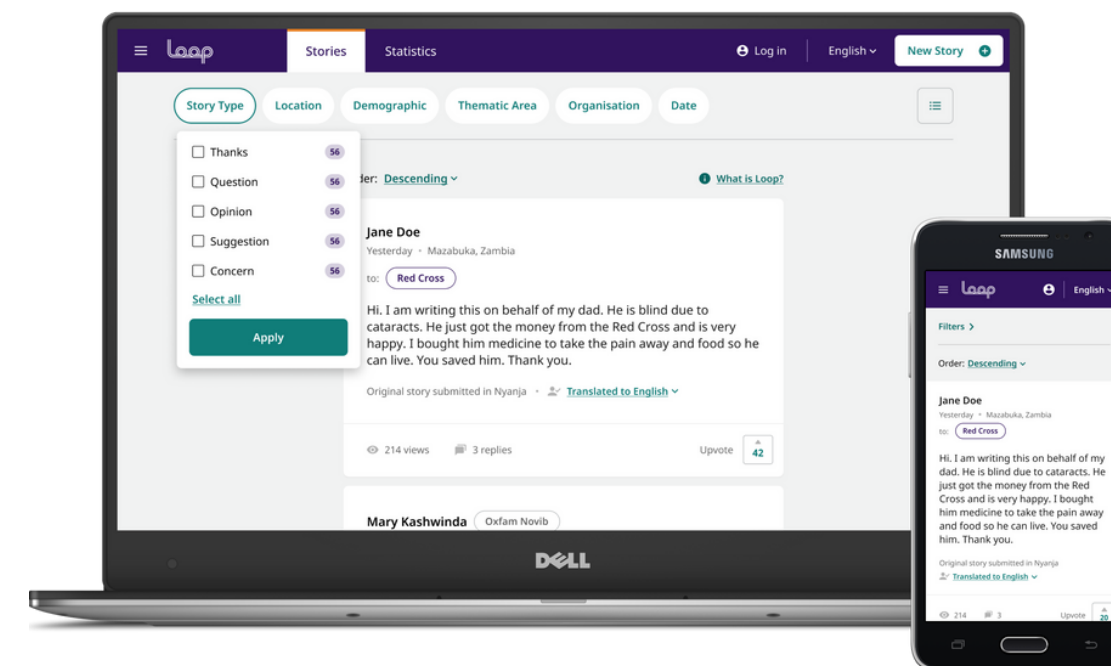 Loop
Stories
Statistics
Log in
English
New Story
Story Type
Location
Demographic
Thematic Area
Organisation
Date
Thanks 56
Question 56
Opinion 56
Suggestion 56
Concern 56
Select all
Apply
der: Descending
What is Loop?
Jane Doe
Yesterday • Mazabuka, Zambia
to: Red Cross
Hi. I am writing this on behalf of my dad. He is blind due to
cataracts. He just got the money from the Red Cross and is very
happy. I bought him medicine to take the pain away and food so he
can live. You saved him. Thank you.
Original story submitted in Nyanja • Translated to English
214 views
3 replies
Upvote 42
Mary Kashwinda Oxfam Novib
DELL
SAMSUNG
Loop
English
Filters
Order: Descending
Jane Doe
Yesterday • Mazabuka, Zambia
to: Red Cross
Hi. I am writing this on behalf of my
dad. He is blind due to cataracts. He
just got the money from the Red
Cross and is very happy. I bought
him medicine to take the pain away
and food so he can live. You saved
him. Thank you.
Original story submitted in Nyanja
Translated to English
214
3
Upvote 20